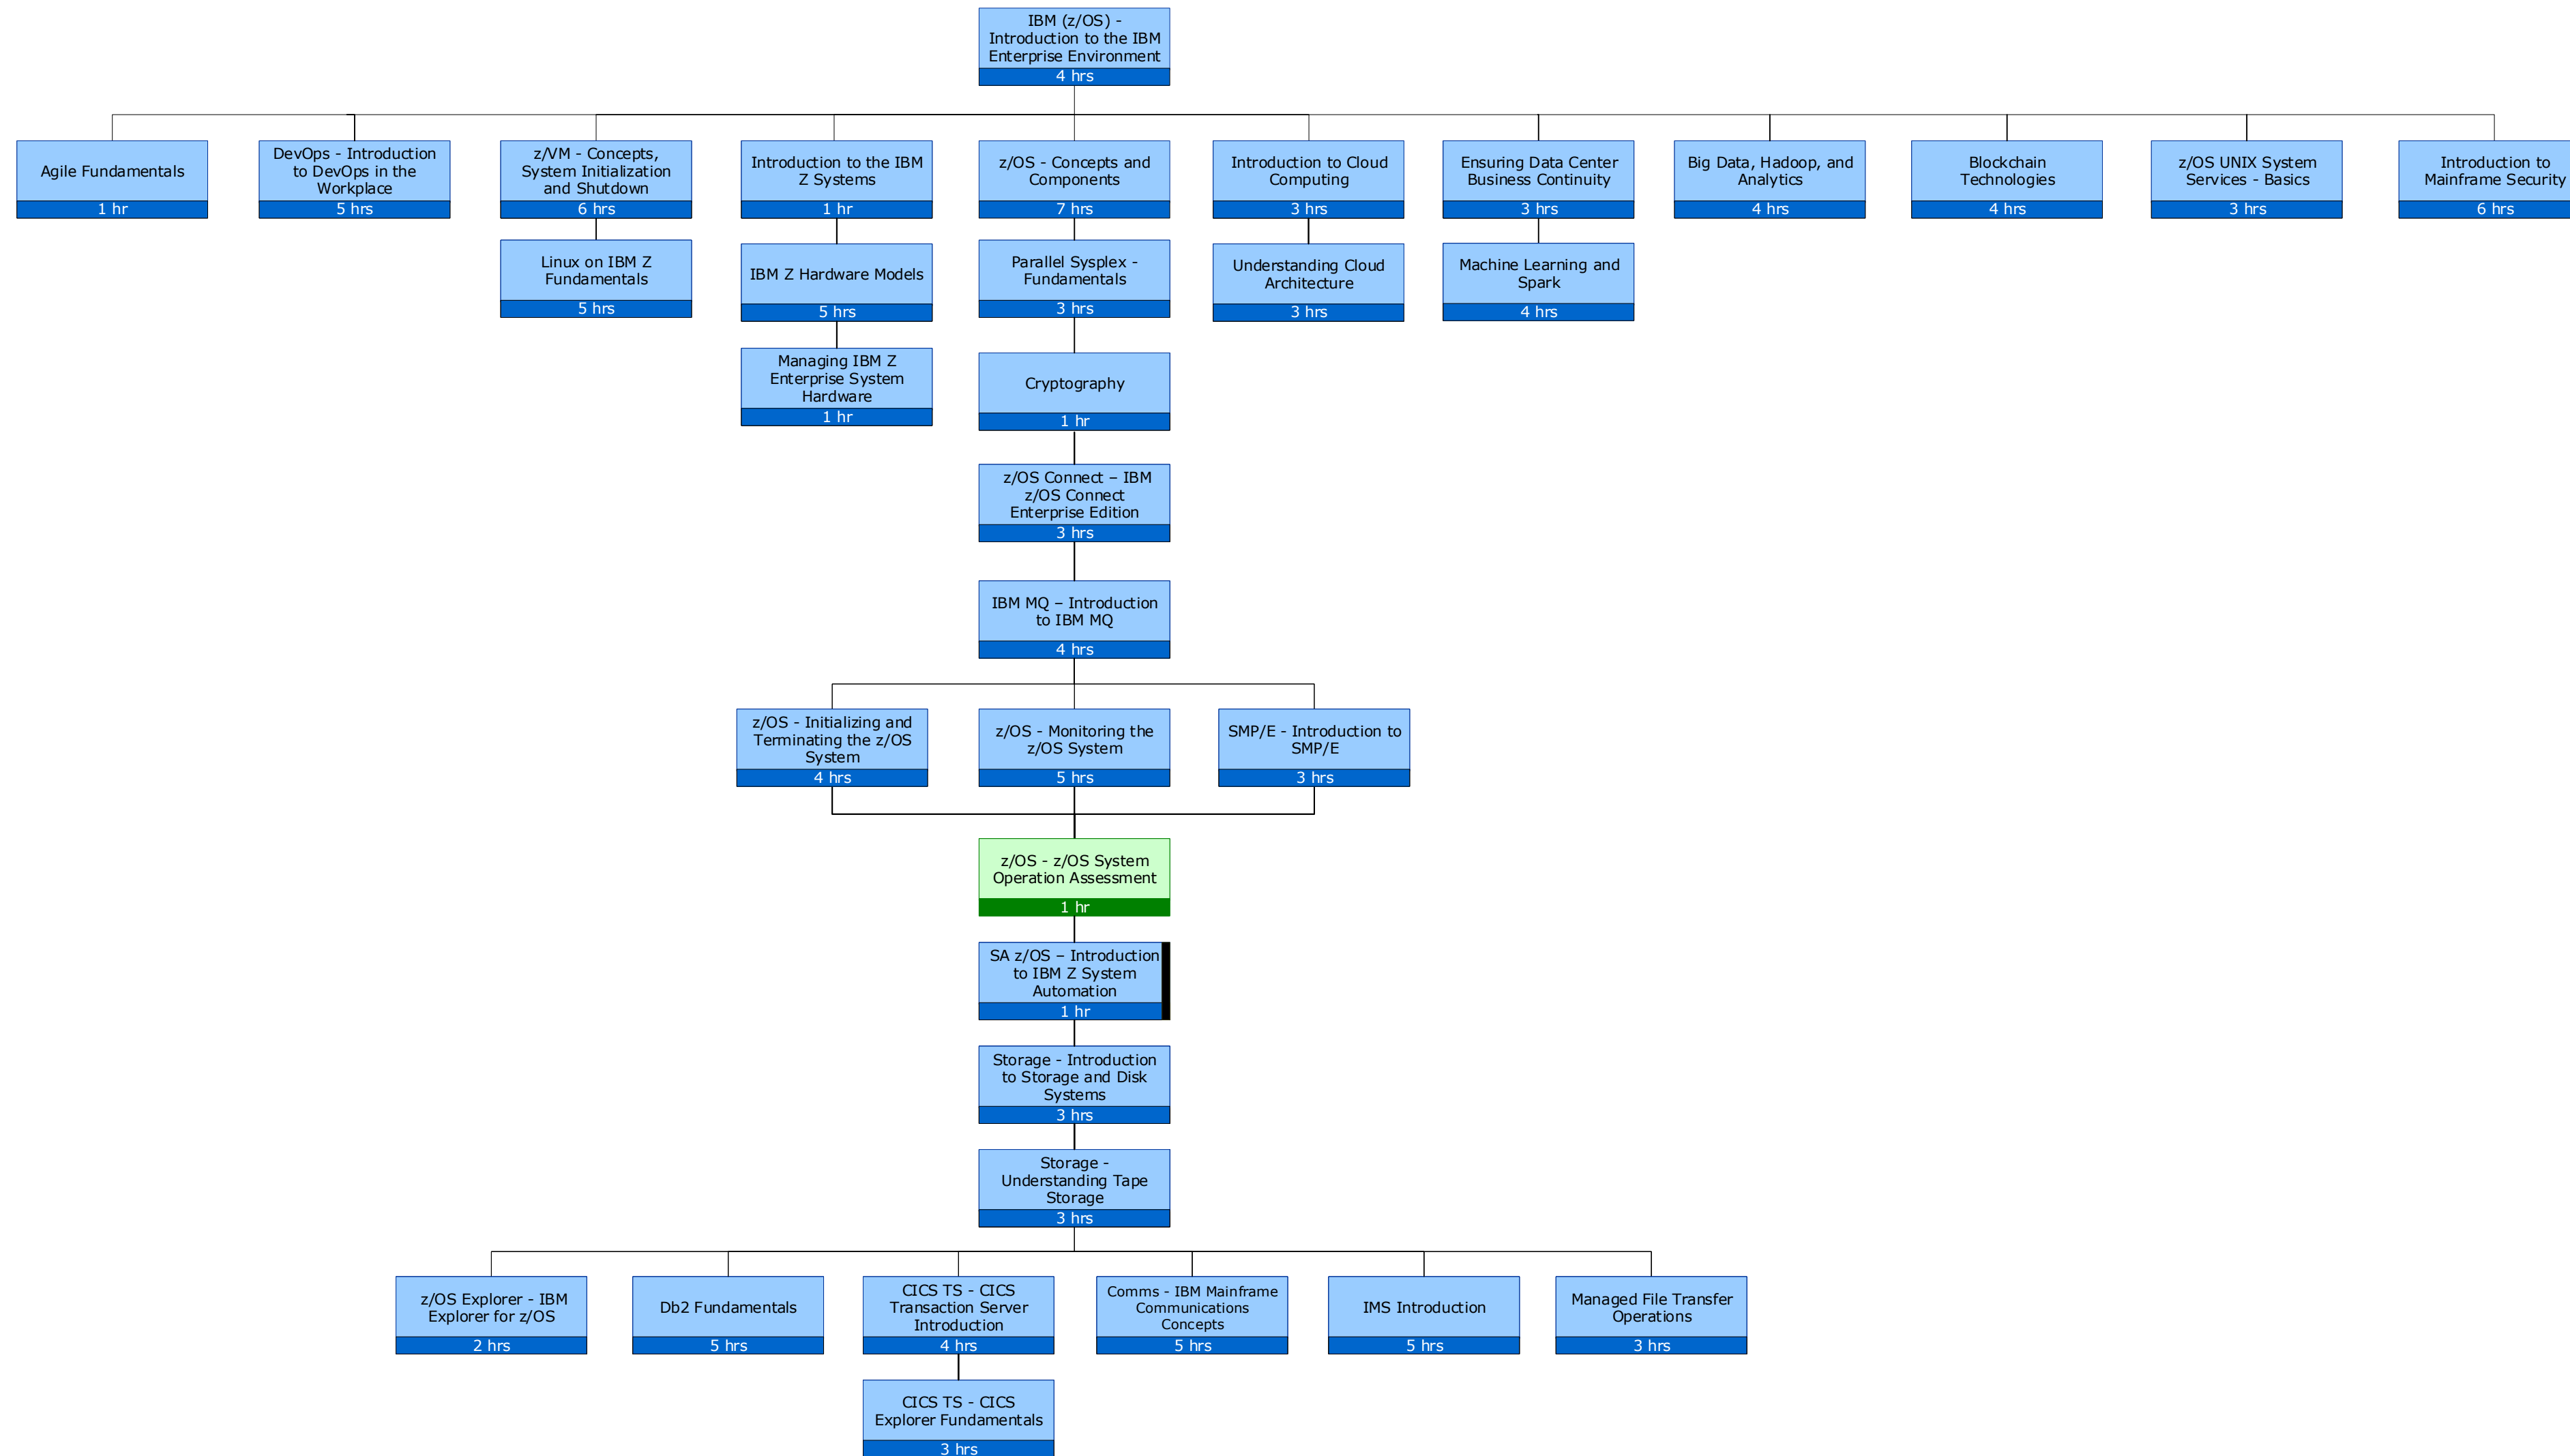 IBM (z/OS) -
Introduction to the IBM
Enterprise Environment
4 hrs
Agile Fundamentals
1 hr
DevOps - Introduction
to DevOps in the
Workplace
5 hrs
z/VM - Concepts,
System Initialization
and Shutdown
6 hrs
Introduction to the IBM
Z Systems
1 hr
z/OS - Concepts and
Components
7 hrs
Introduction to Cloud
Computing
3 hrs
Ensuring Data Center
Business Continuity
3 hrs
Big Data, Hadoop, and
Analytics
4 hrs
Blockchain
Technologies
4 hrs
z/OS UNIX System
Services - Basics
3 hrs
Introduction to
Mainframe Security
6 hrs
Linux on IBM Z
Fundamentals
5 hrs
IBM Z Hardware Models
5 hrs
Parallel Sysplex -
Fundamentals
3 hrs
Understanding Cloud
Architecture
3 hrs
Machine Learning and
Spark
4 hrs
Managing IBM Z
Enterprise System
Hardware
1 hr
Cryptography
1 hr
z/OS Connect – IBM
z/OS Connect
Enterprise Edition
3 hrs
IBM MQ – Introduction
to IBM MQ
4 hrs
z/OS - Initializing and
Terminating the z/OS
System
4 hrs
z/OS - Monitoring the
z/OS System
5 hrs
SMP/E - Introduction to
SMP/E
3 hrs
z/OS - z/OS System
Operation Assessment
1 hr
SA z/OS – Introduction
to IBM Z System
Automation
1 hr
Storage - Introduction
to Storage and Disk
Systems
3 hrs
Storage -
Understanding Tape
Storage
3 hrs
z/OS Explorer - IBM
Explorer for z/OS
2 hrs
Db2 Fundamentals
5 hrs
CICS TS - CICS
Transaction Server
Introduction
4 hrs
Comms - IBM Mainframe
Communications
Concepts
5 hrs
IMS Introduction
5 hrs
Managed File Transfer
Operations
3 hrs
CICS TS - CICS
Explorer Fundamentals
3 hrs